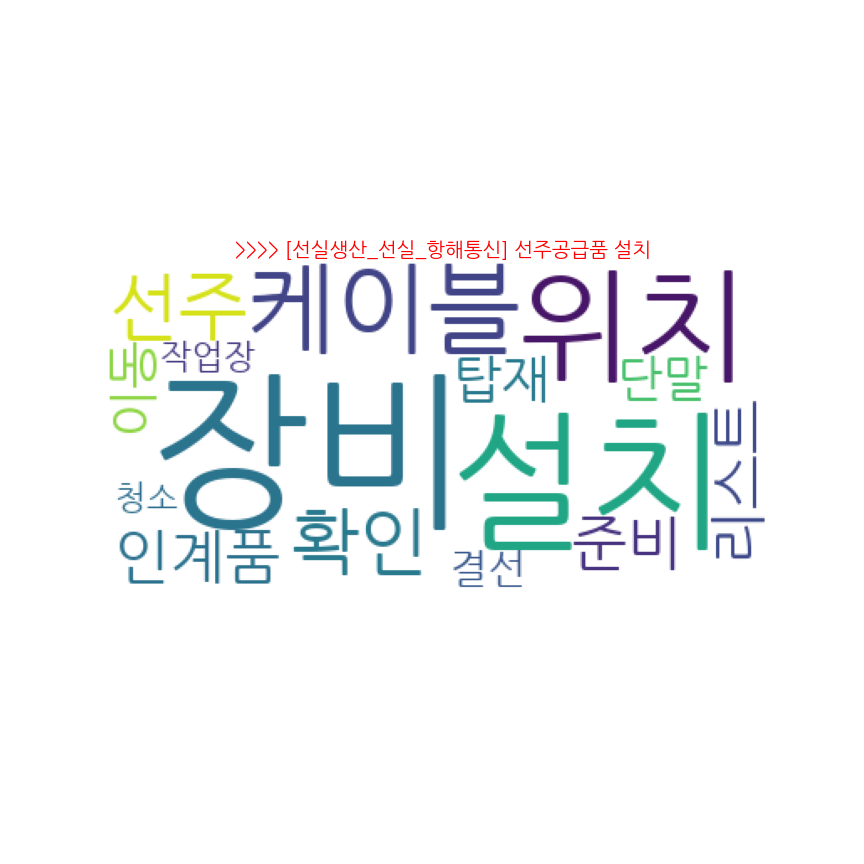 >>>> [선실생산_선실_항해통신] 선주공급품 설치
선주
케이블
위치
이동
작업장
탑재
단말
장비
설치
리스트
청소
인계품
확인
결선
준비